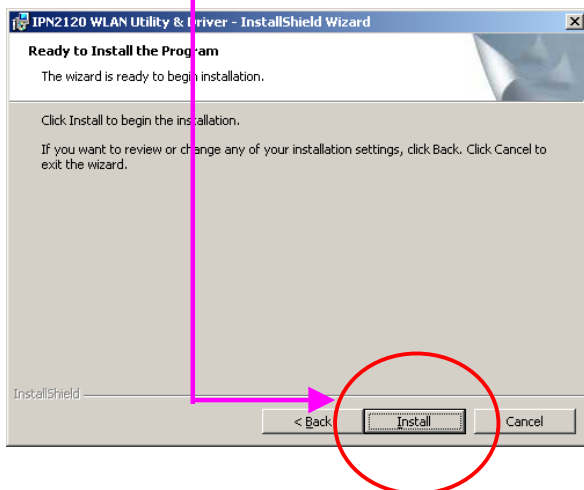 IPN2120 WLAN Utility & Driver - InstallShield Wizard
Ready to Install the Program
The wizard is ready to begin installation.
Click Install to begin the installation.
If you want to review or change any of your installation settings, click Back. Click Cancel to
exit the wizard.
InstallShield
< Back
Install
Cancel